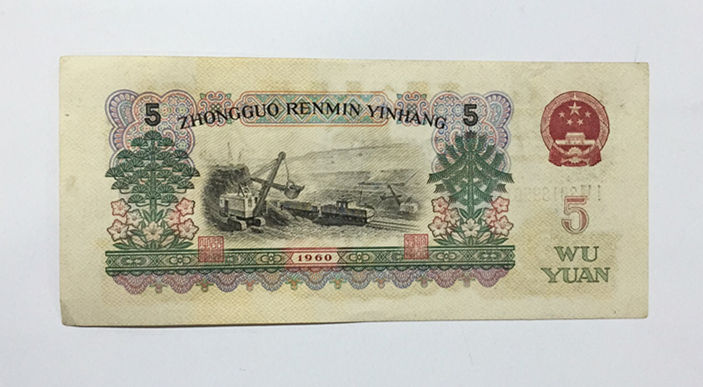 5 ZHONGGUO RENMIN YINHANG 5
5
WU
YUAN
1960